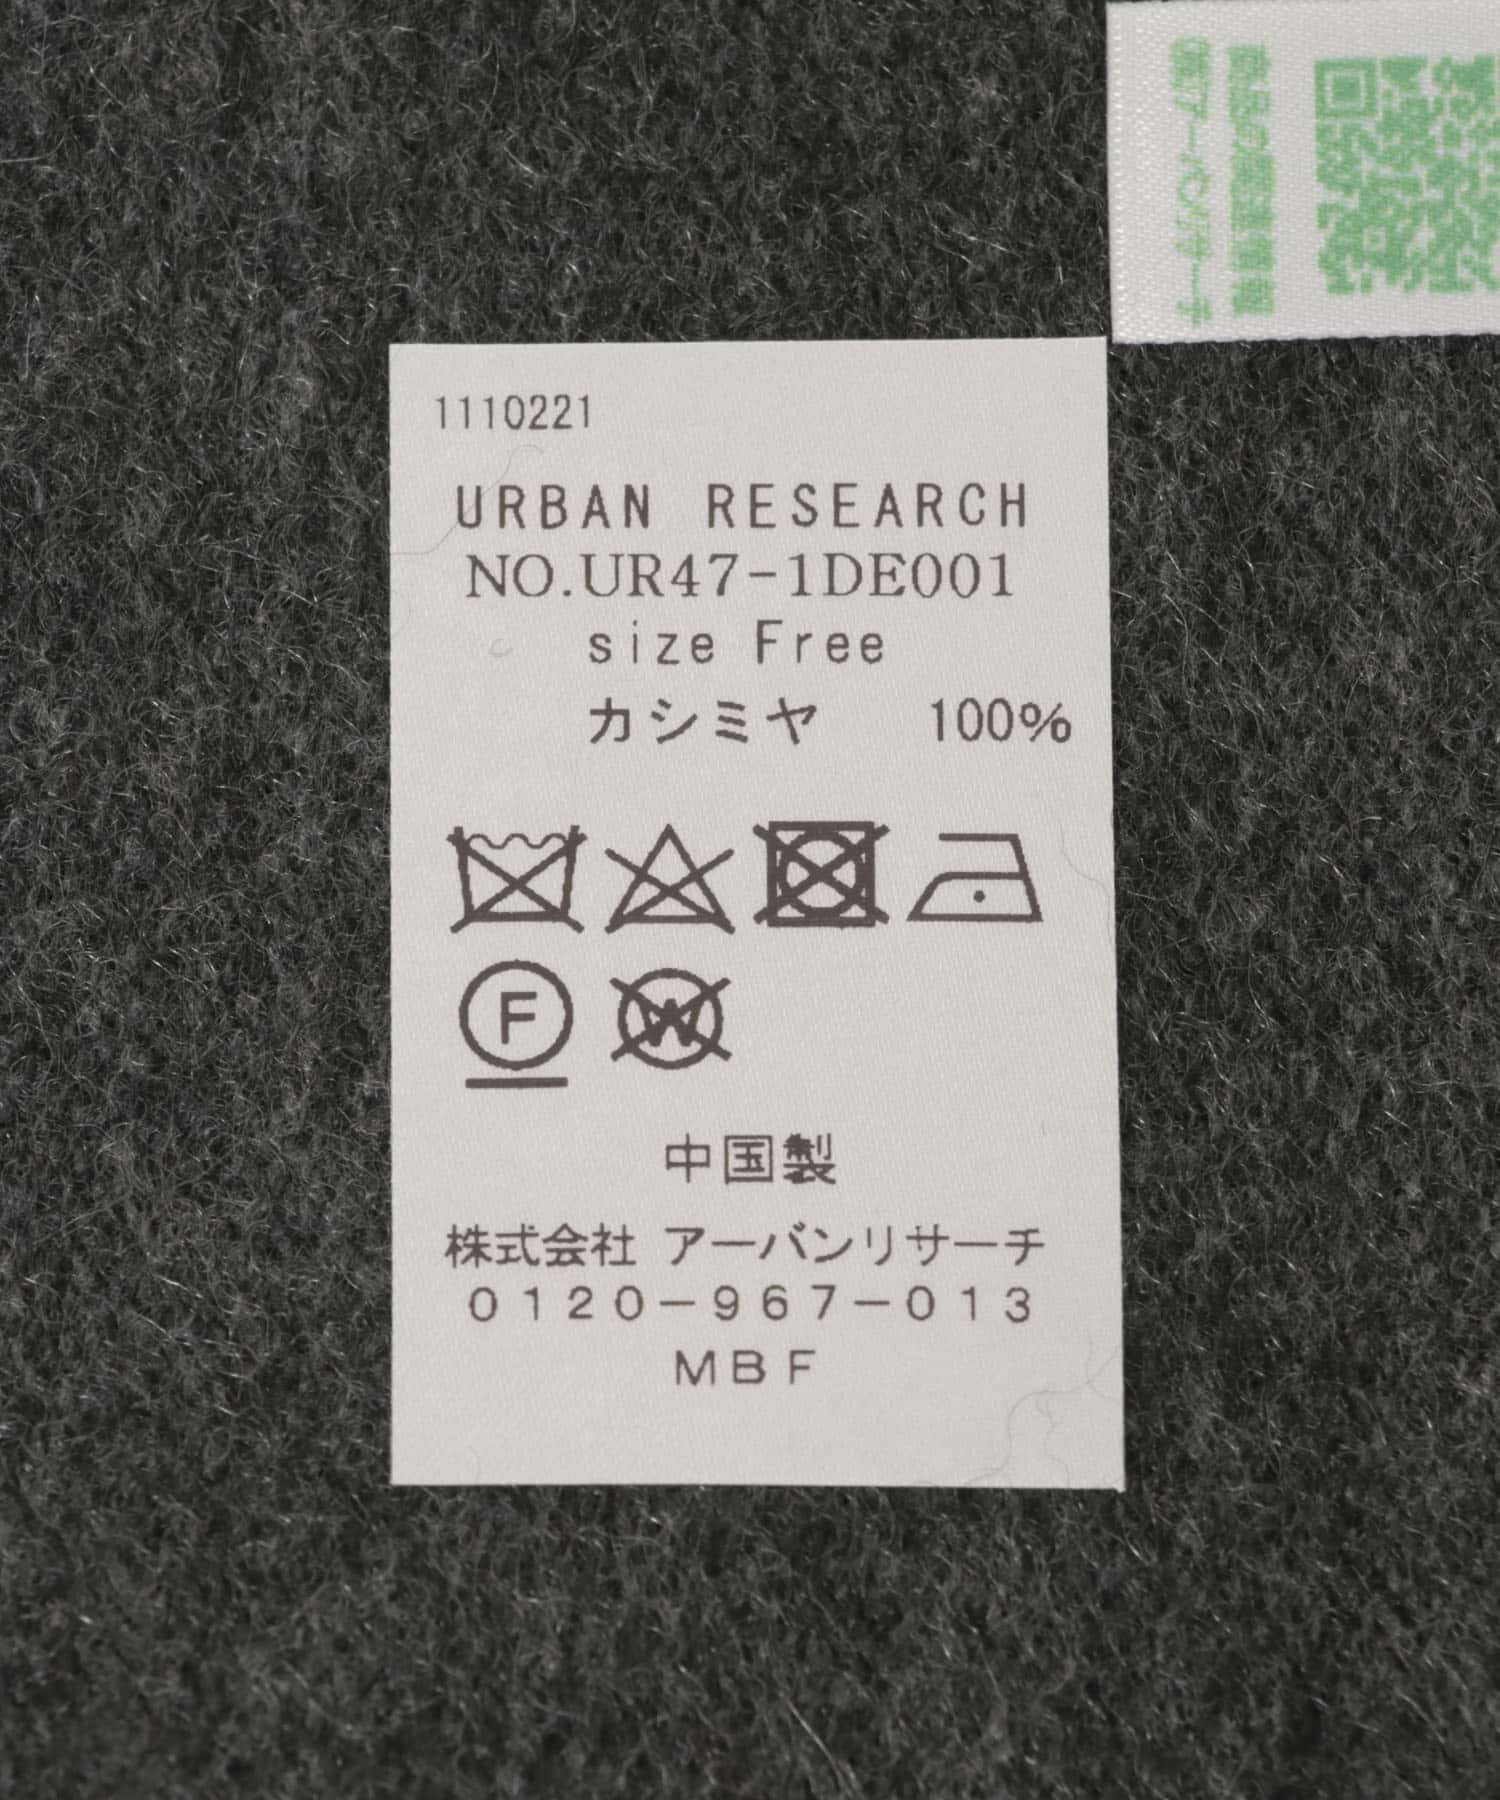 1110221
URBAN RESEARCH
NO.UR47-1DE001
size Free
カシミヤ 100%
F
W
中国製
株式会社 アーバンリサーチ
0120-967-013
MBF